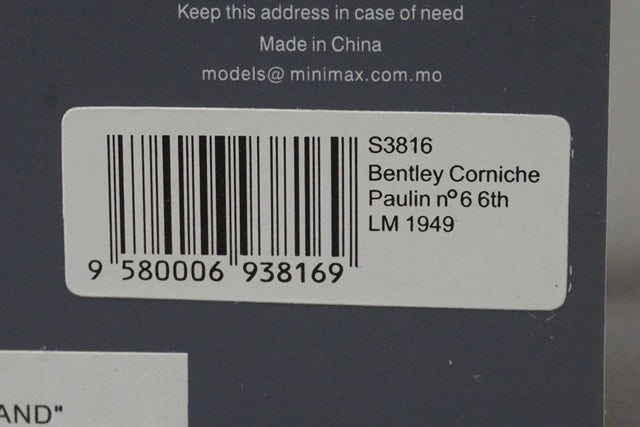 Keep this address in case of need
Made in China
models@ minimax.com.mo
S3816
Bentley Corniche
Paulin nº6 6th
LM 1949
9 580006 938169
AND"